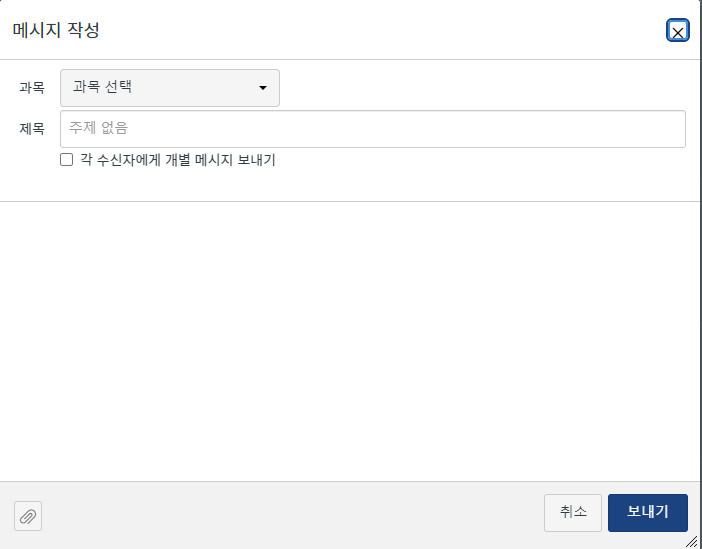 메시지 작성
과목 과목 선택
제목 주제 없음
각 수신자에게 개별 메시지 보내기
취소 보내기